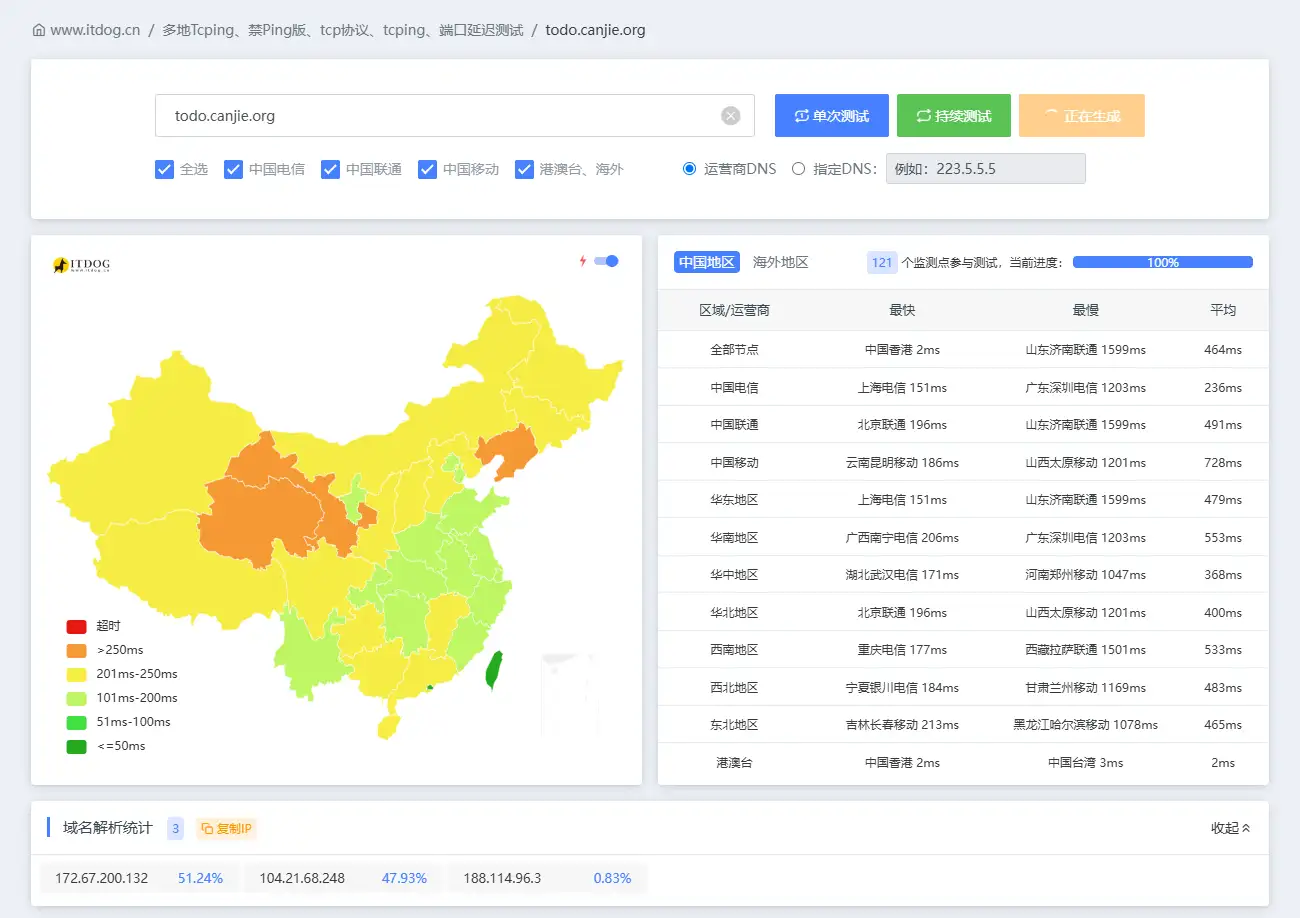 www.itdog.cn / 多地Tcping、禁Ping版、tcp协议、tcping、端口延迟测试 / todo.canjie.org
todo.canjie.org
单次测试 持续测试 正在生成
全选 中国电信 中国联通 中国移动 港澳台、海外 运营商DNS 指定DNS： 例如：223.5.5.5
ITDOG
www.itdog.cn
超时
>250ms
201ms-250ms
101ms-200ms
51ms-100ms
<=50ms
中国地区 海外地区 121 个监测点参与测试，当前进度： 100%
区域/运营商 最快 最慢 平均
全部节点 中国香港 2ms 山东济南联通 1599ms 464ms
中国电信 上海电信 151ms 广东深圳电信 1203ms 236ms
中国联通 北京联通 196ms 山东济南联通 1599ms 491ms
中国移动 云南昆明移动 186ms 山西太原移动 1201ms 728ms
华东地区 上海电信 151ms 山东济南联通 1599ms 479ms
华南地区 广西南宁电信 206ms 广东深圳电信 1203ms 553ms
华中地区 湖北武汉电信 171ms 河南郑州移动 1047ms 368ms
华北地区 北京联通 196ms 山西太原移动 1201ms 400ms
西南地区 重庆电信 177ms 西藏拉萨联通 1501ms 533ms
西北地区 宁夏银川电信 184ms 甘肃兰州移动 1169ms 483ms
东北地区 吉林长春移动 213ms 黑龙江哈尔滨移动 1078ms 465ms
港澳台 中国香港 2ms 中国台湾 3ms 2ms
域名解析统计 3 复制IP 收起
172.67.200.132 51.24% 104.21.68.248 47.93% 188.114.96.3 0.83%